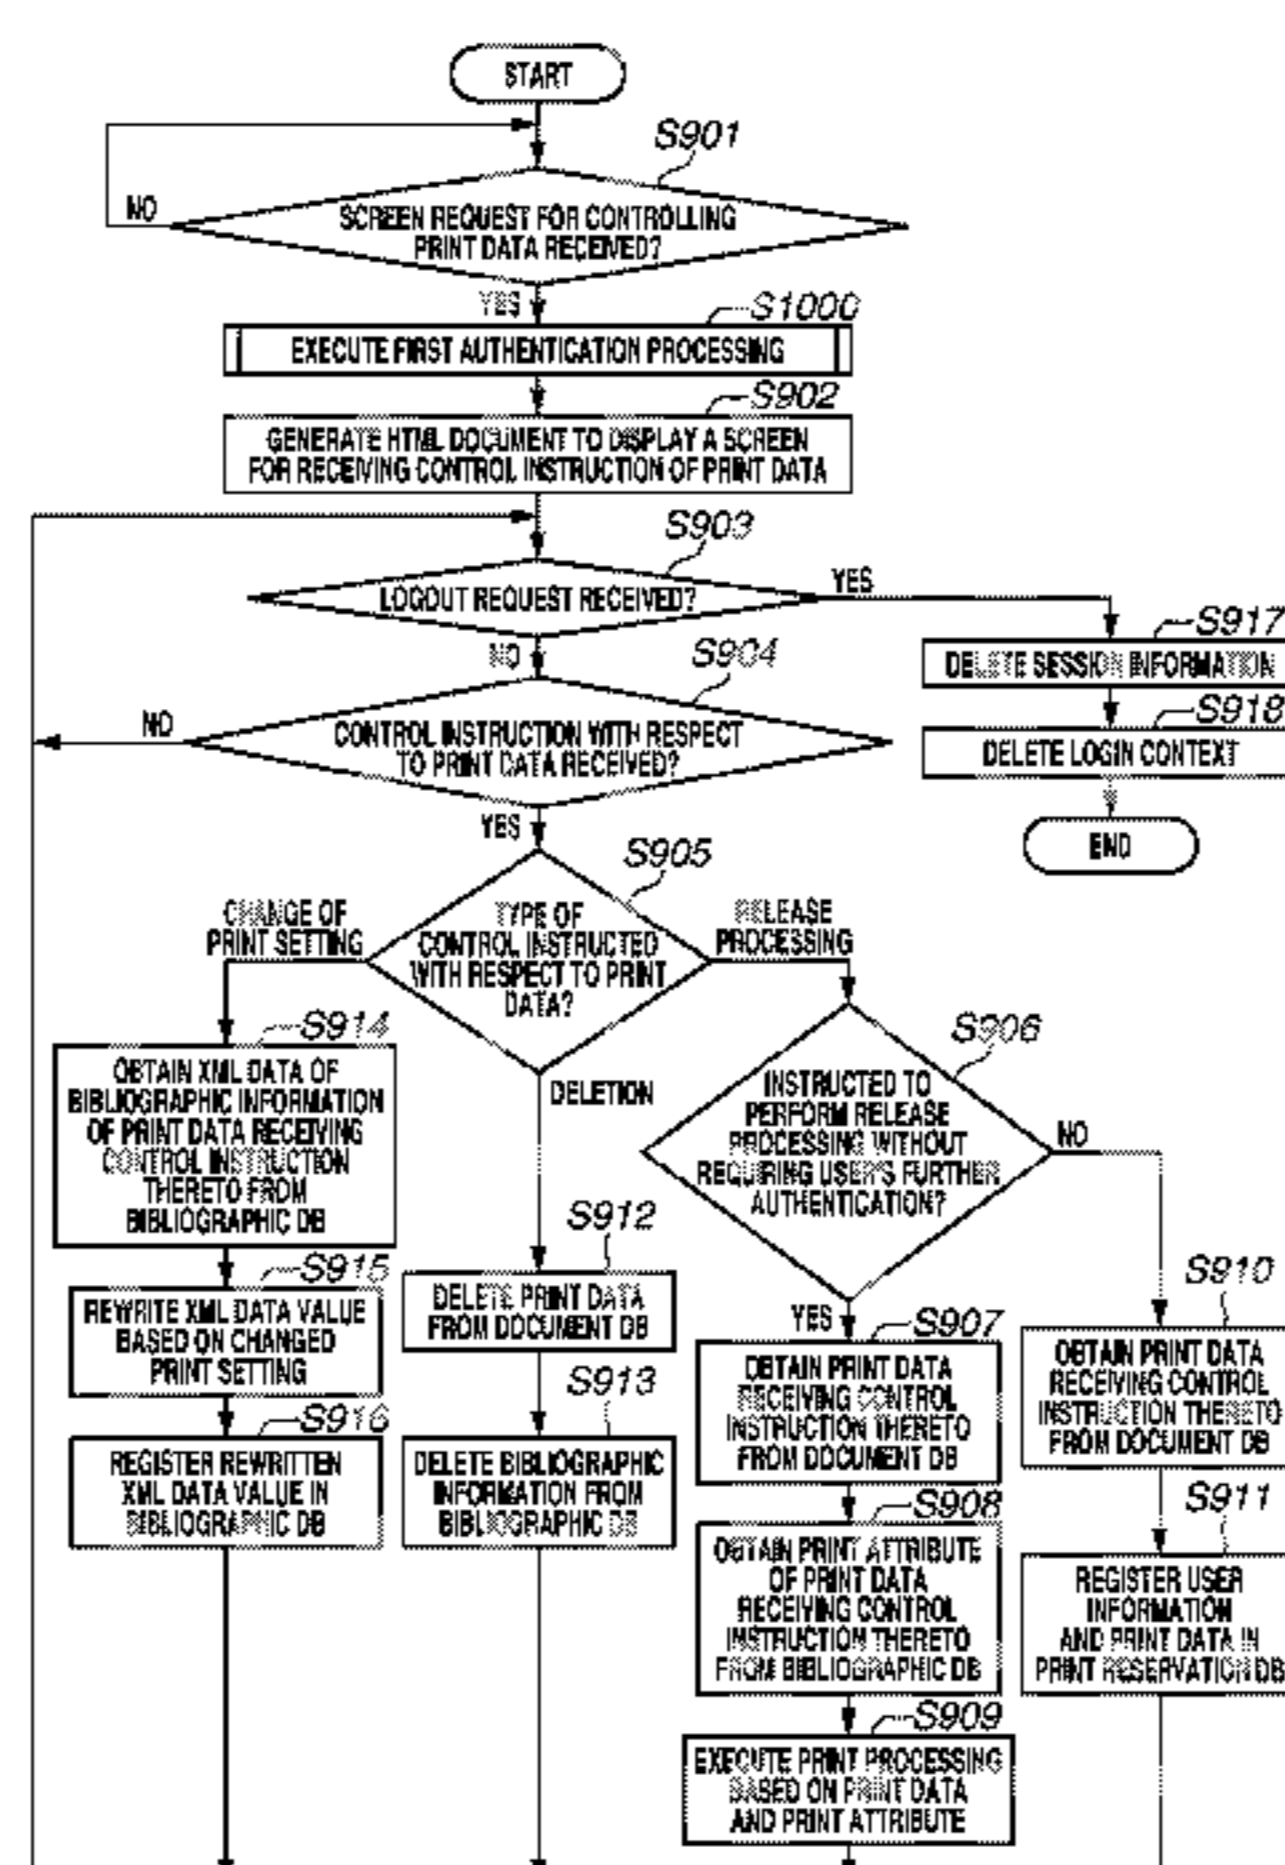 START
S901
NO
SCREEN REQUEST FOR CONTROLLING
PRINT DATA RECEIVED?
YES
S1000
EXECUTE FIRST AUTHENTICATION PROCESSING
S902
GENERATE HTML DOCUMENT TO DISPLAY A SCREEN
FOR RECEIVING CONTROL INSTRUCTION OF PRINT DATA
S903
LOGOUT REQUEST RECEIVED?
YES
S917
DELETE SESSION INFORMATION
S918
DELETE LOGIN CONTEXT
END
NO
S904
NO
CONTROL INSTRUCTION WITH RESPECT
TO PRINT DATA RECEIVED?
YES
S905
CHANGE OF
PRINT SETTING
TYPE OF
CONTROL INSTRUCTED
WITH RESPECT TO PRINT
DATA?
RELEASE
PROCESSING
DELETION
S906
INSTRUCTED TO
PERFORM RELEASE
PROCESSING WITHOUT
REQUIRING USER'S FURTHER
AUTHENTICATION?
NO
YES
S914
OBTAIN XML DATA OF
BIBLIOGRAPHIC INFORMATION
OF PRINT DATA RECEIVING
CONTROL INSTRUCTION
THERETO FROM
BIBLIOGRAPHIC DB
S915
REWRITE XML DATA VALUE
BASED ON CHANGED
PRINT SETTING
S916
REGISTER REWRITTEN
XML DATA VALUE IN
BIBLIOGRAPHIC DB
S912
DELETE PRINT DATA
FROM DOCUMENT DB
S913
DELETE BIBLIOGRAPHIC
INFORMATION FROM
BIBLIOGRAPHIC DB
S907
OBTAIN PRINT DATA
RECEIVING CONTROL
INSTRUCTION THERETO
FROM DOCUMENT DB
S908
OBTAIN PRINT ATTRIBUTE
OF PRINT DATA
RECEIVING CONTROL
INSTRUCTION THERETO
FROM BIBLIOGRAPHIC DB
S909
EXECUTE PRINT PROCESSING
BASED ON PRINT DATA
AND PRINT ATTRIBUTE
S910
OBTAIN PRINT DATA
RECEIVING CONTROL
INSTRUCTION THERETO
FROM DOCUMENT DB
S911
REGISTER USER
INFORMATION
AND PRINT DATA IN
PRINT RESERVATION DB